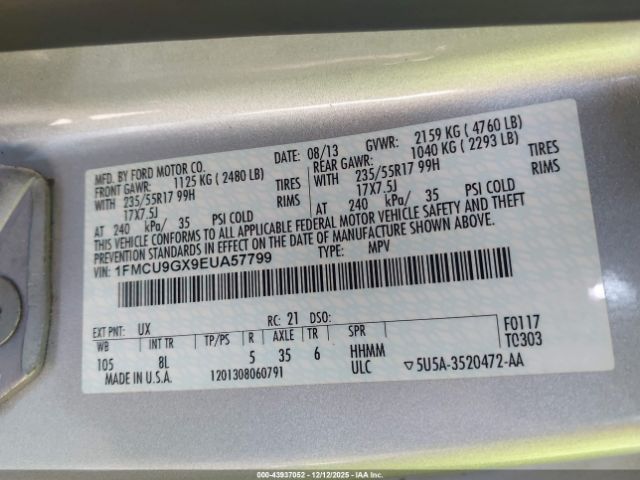 MFD. BY FORD MOTOR CO.
DATE: 08/13
GVWR: 2159 KG ( 4760 LB)
FRONT GAWR: 1125 KG ( 2480 LB)
REAR GAWR: 1040 KG ( 2293 LB)
WITH 235/55R17 99H TIRES
WITH 235/55R17 99H TIRES
17X7.5J RIMS
17X7.5J RIMS
AT 240 kPa/ 35 PSI COLD
AT 240 kPa/ 35 PSI COLD
THIS VEHICLE CONFORMS TO ALL APPLICABLE FEDERAL MOTOR VEHICLE SAFETY AND THEFT
PREVENTION STANDARDS IN EFFECT ON THE DATE OF MANUFACTURE SHOWN ABOVE.
VIN: 1FMCU9GX9EUA57799
TYPE: MPV
EXT PNT: UX RC: 21 DSO:
F0117
WB INT TR TP/PS R AXLE TR SPR
T0303
105 8L 5 35 6 HHMM
MADE IN U.S.A. 1201308060791 ULC ▽5U5A-3520472-AA
000-43937052 - 12/12/2025 - IAA Inc.